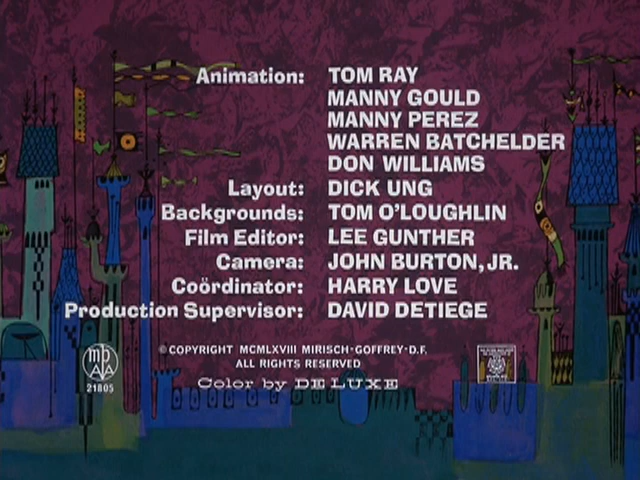 Animation: TOM RAY
MANNY GOULD
MANNY PEREZ
WARREN BATCHELDER
DON WILLIAMS
Layout: DICK UNG
Backgrounds: TOM O'LOUGHLIN
Film Editor: LEE GUNTHER
Camera: JOHN BURTON, JR.
Coördinator: HARRY LOVE
Production Supervisor: DAVID DETIEGE
© COPYRIGHT MCMLXVIII MIRISCH-GOFFREY-D.F.
ALL RIGHTS RESERVED
Color by DE LUXE
21805